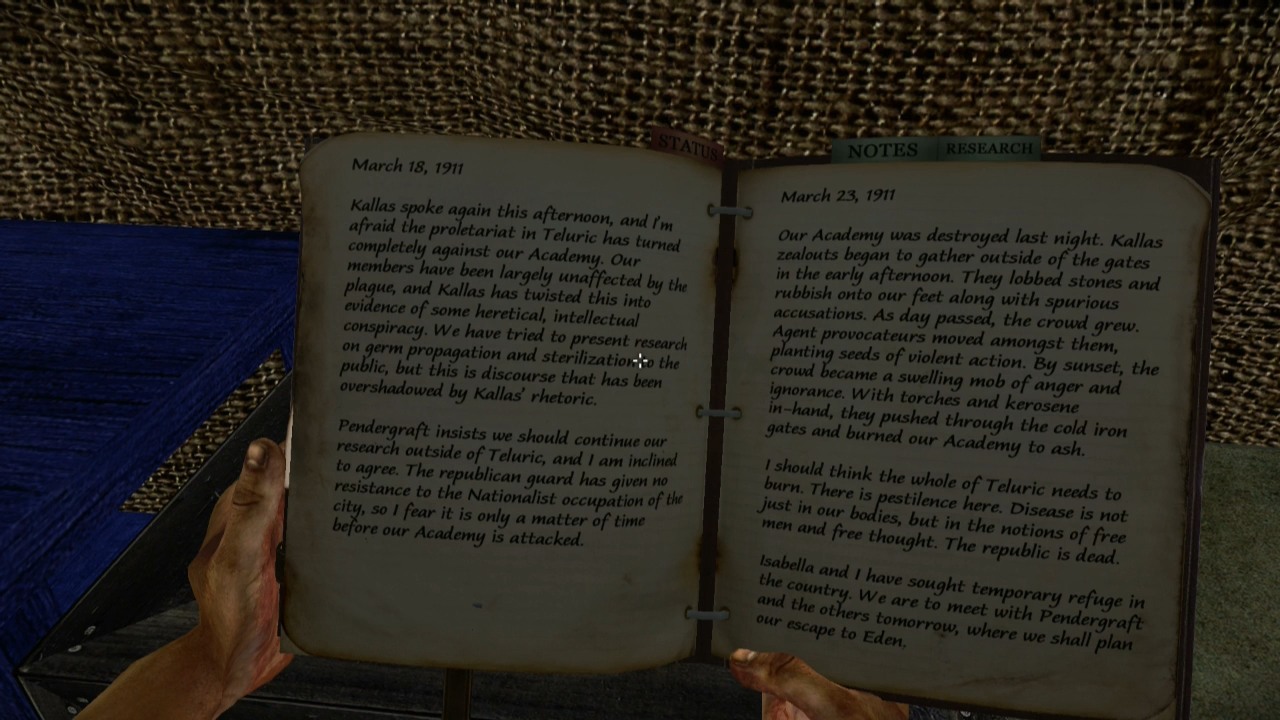 STATUS
NOTES
RESEARCH
March 18, 1911
Kallas spoke again this afternoon, and I'm
afraid the proletariat in Teluric has turned
completely against our Academy. Our
members have been largely unaffected by the
plague, and Kallas has twisted this into
evidence of some heretical, intellectual
conspiracy. We have tried to present research
on germ propagation and sterilization to the
public, but this is discourse that has been
overshadowed by Kallas' rhetoric.
Pendergraft insists we should continue our
research outside of Teluric, and I am inclined
to agree. The republican guard has given no
resistance to the Nationalist occupation of the
city, so I fear it is only a matter of time
before our Academy is attacked.
March 23, 1911
Our Academy was destroyed last night. Kallas
zealouts began to gather outside of the gates
in the early afternoon. They lobbed stones and
rubbish onto our feet along with spurious
accusations. As day passed, the crowd grew.
Agent provocateurs moved amongst them,
planting seeds of violent action. By sunset, the
crowd became a swelling mob of anger and
ignorance. With torches and kerosene
in-hand, they pushed through the cold iron
gates and burned our Academy to ash.
I should think the whole of Teluric needs to
burn. There is pestilence here. Disease is not
just in our bodies, but in the notions of free
men and free thought. The republic is dead.
Isabella and I have sought temporary refuge in
the country. We are to meet with Pendergraft
and the others tomorrow, where we shall plan
our escape to Eden.